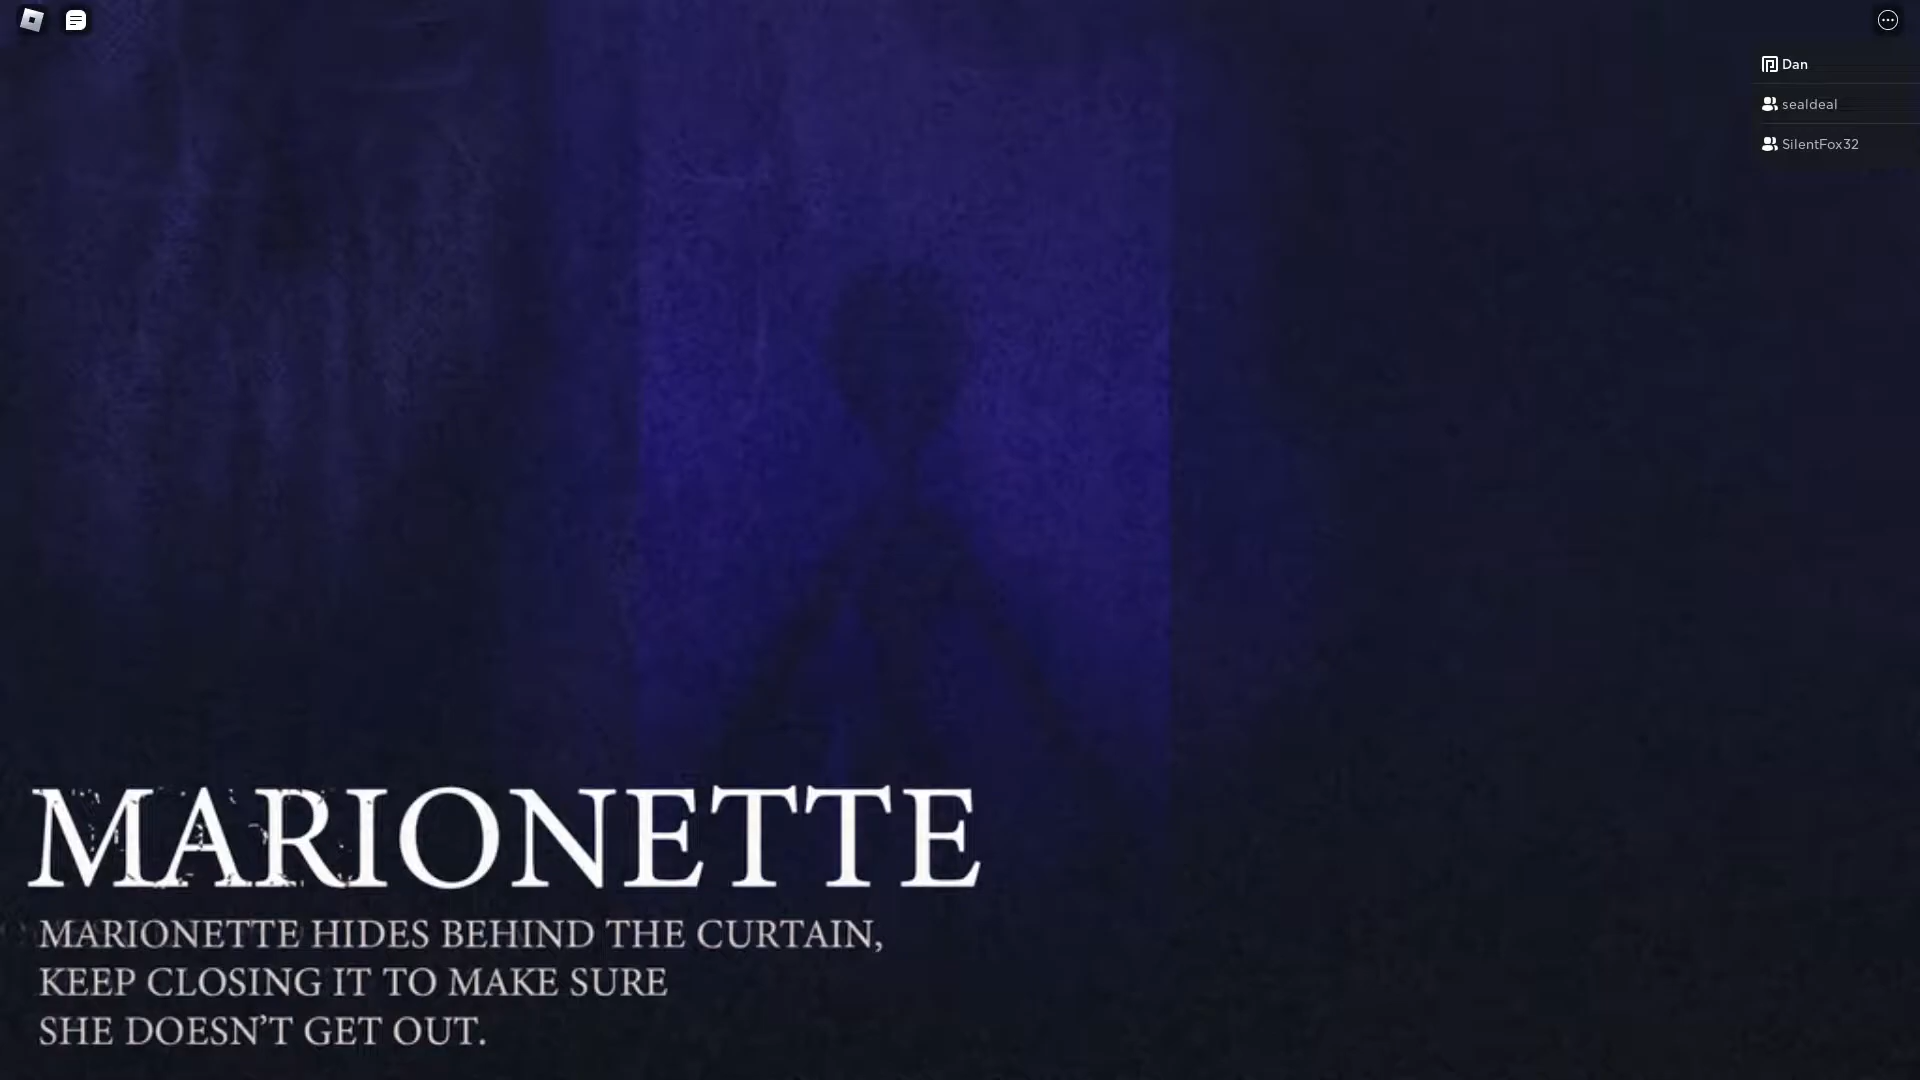 Dan
sealdeal
SilentFox32
MARIONETTE
MARIONETTE HIDES BEHIND THE CURTAIN,
KEEP CLOSING IT TO MAKE SURE
SHE DOESN'T GET OUT.